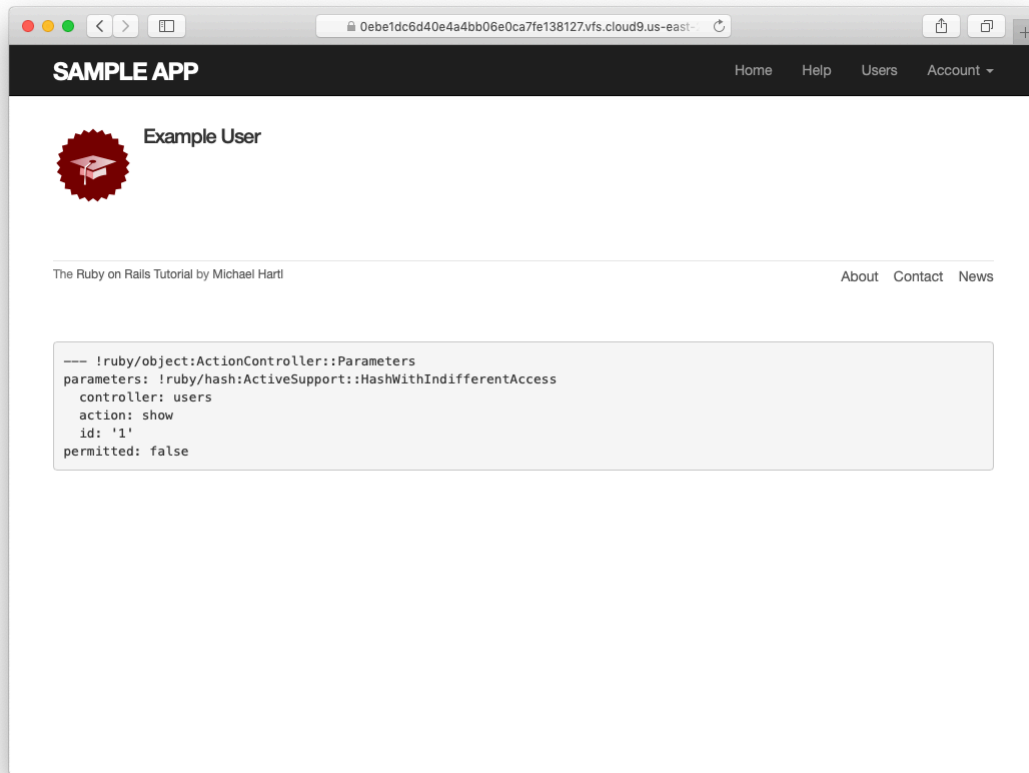 0ebe1dc6d40e4a4bb06e0ca7fe138127.vfs.cloud9.us-east-
SAMPLE APP
Home Help Users Account
Example User
The Ruby on Rails Tutorial by Michael Hartl
About Contact News
--- !ruby/object:ActionController::Parameters
parameters: !ruby/hash:ActiveSupport::HashWithIndifferentAccess
  controller: users
  action: show
  id: '1'
permitted: false